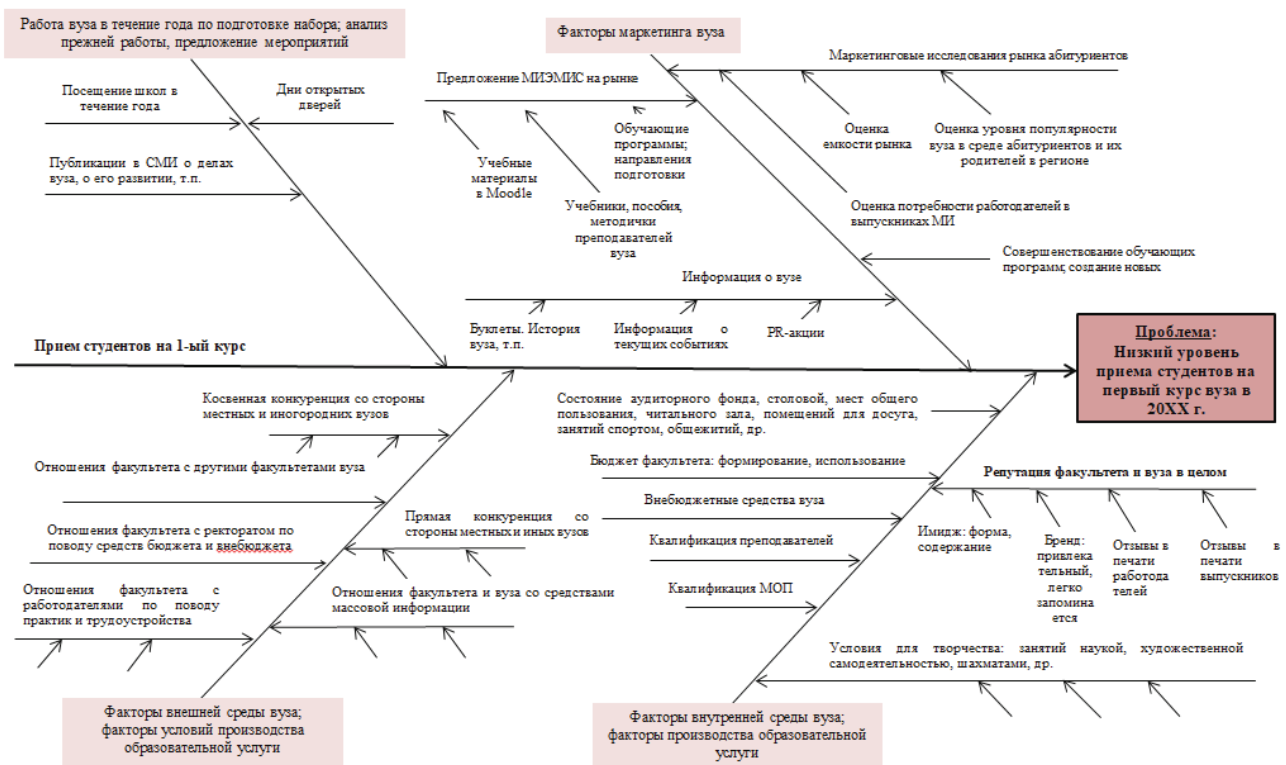 Работа вуза в течение года по подготовке набора; анализ
прежней работы, предложение мероприятий
Факторы маркетинга вуза
Маркетинговые исследования рынка абитуриентов
Предложение МИЭМИС на рынке
Посещение школ в
течение года
Дни открытых
дверей
Обучающие
программы;
направления
подготовки
Оценка
емкости рынка
Оценка уровня популярности
вуза в среде абитуриентов и их
родителей в регионе
Публикации в СМИ о делах
вуза, о его развитии, т.п.
Учебные
материалы
в Moodle
Учебники, пособия,
методички
преподавателей
вуза
Оценка потребности работодателей в
выпускниках МИ
Совершенствование обучающих
программ; создание новых
Информация о вузе
Буклеты. История
вуза, т.п.
Информация о
текущих событиях
PR-акции
Прием студентов на 1-ый курс
Проблема:
Низкий уровень
приема студентов на
первый курс вуза в
20XX г.
Косвенная конкуренция со стороны
местных и иногородних вузов
Состояние аудиторного фонда, столовой, мест общего
пользования, читального зала, помещений для досуга,
занятий спортом, общежитий, др.
Отношения факультета с другими факультетами вуза
Бюджет факультета: формирование, использование
Репутация факультета и вуза в целом
Внебюджетные средства вуза
Отношения факультета с ректоратом по
поводу средств бюджета и внебюджета
Прямая конкуренция со
стороны местных и иных вузов
Квалификация преподавателей
Имидж: форма,
содержание
Бренд:
привлека
тельный,
легко
запомина
ется
Отзывы в
печати
работода
телей
Отзывы в
печати
выпускников
Отношения факультета с
работодателями по поводу
практик и трудоустройства
Отношения факультета и вуза со средствами
массовой информации
Квалификация МОП
Условия для творчества: занятий наукой, художественной
самодеятельностью, шахматами, др.
Факторы внешней среды вуза;
факторы условий производства
образовательной услуги
Факторы внутренней среды вуза;
факторы производства образовательной
услуги